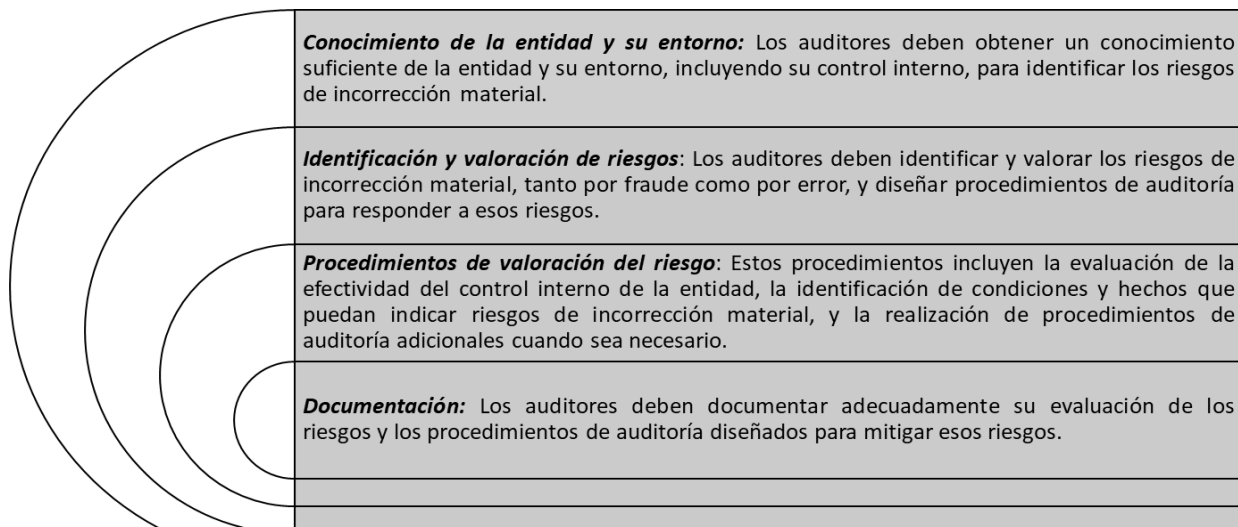 Conocimiento de la entidad y su entorno: Los auditores deben obtener un conocimiento
suficiente de la entidad y su entorno, incluyendo su control interno, para identificar los riesgos
de incorrección material.
Identificación y valoración de riesgos: Los auditores deben identificar y valorar los riesgos de
incorrección material, tanto por fraude como por error, y diseñar procedimientos de auditoría
para responder a esos riesgos.
Procedimientos de valoración del riesgo: Estos procedimientos incluyen la evaluación de la
efectividad del control interno de la entidad, la identificación de condiciones y hechos que
puedan indicar riesgos de incorrección material, y la realización de procedimientos de
auditoría adicionales cuando sea necesario.
Documentación: Los auditores deben documentar adecuadamente su evaluación de los
riesgos y los procedimientos de auditoría diseñados para mitigar esos riesgos.